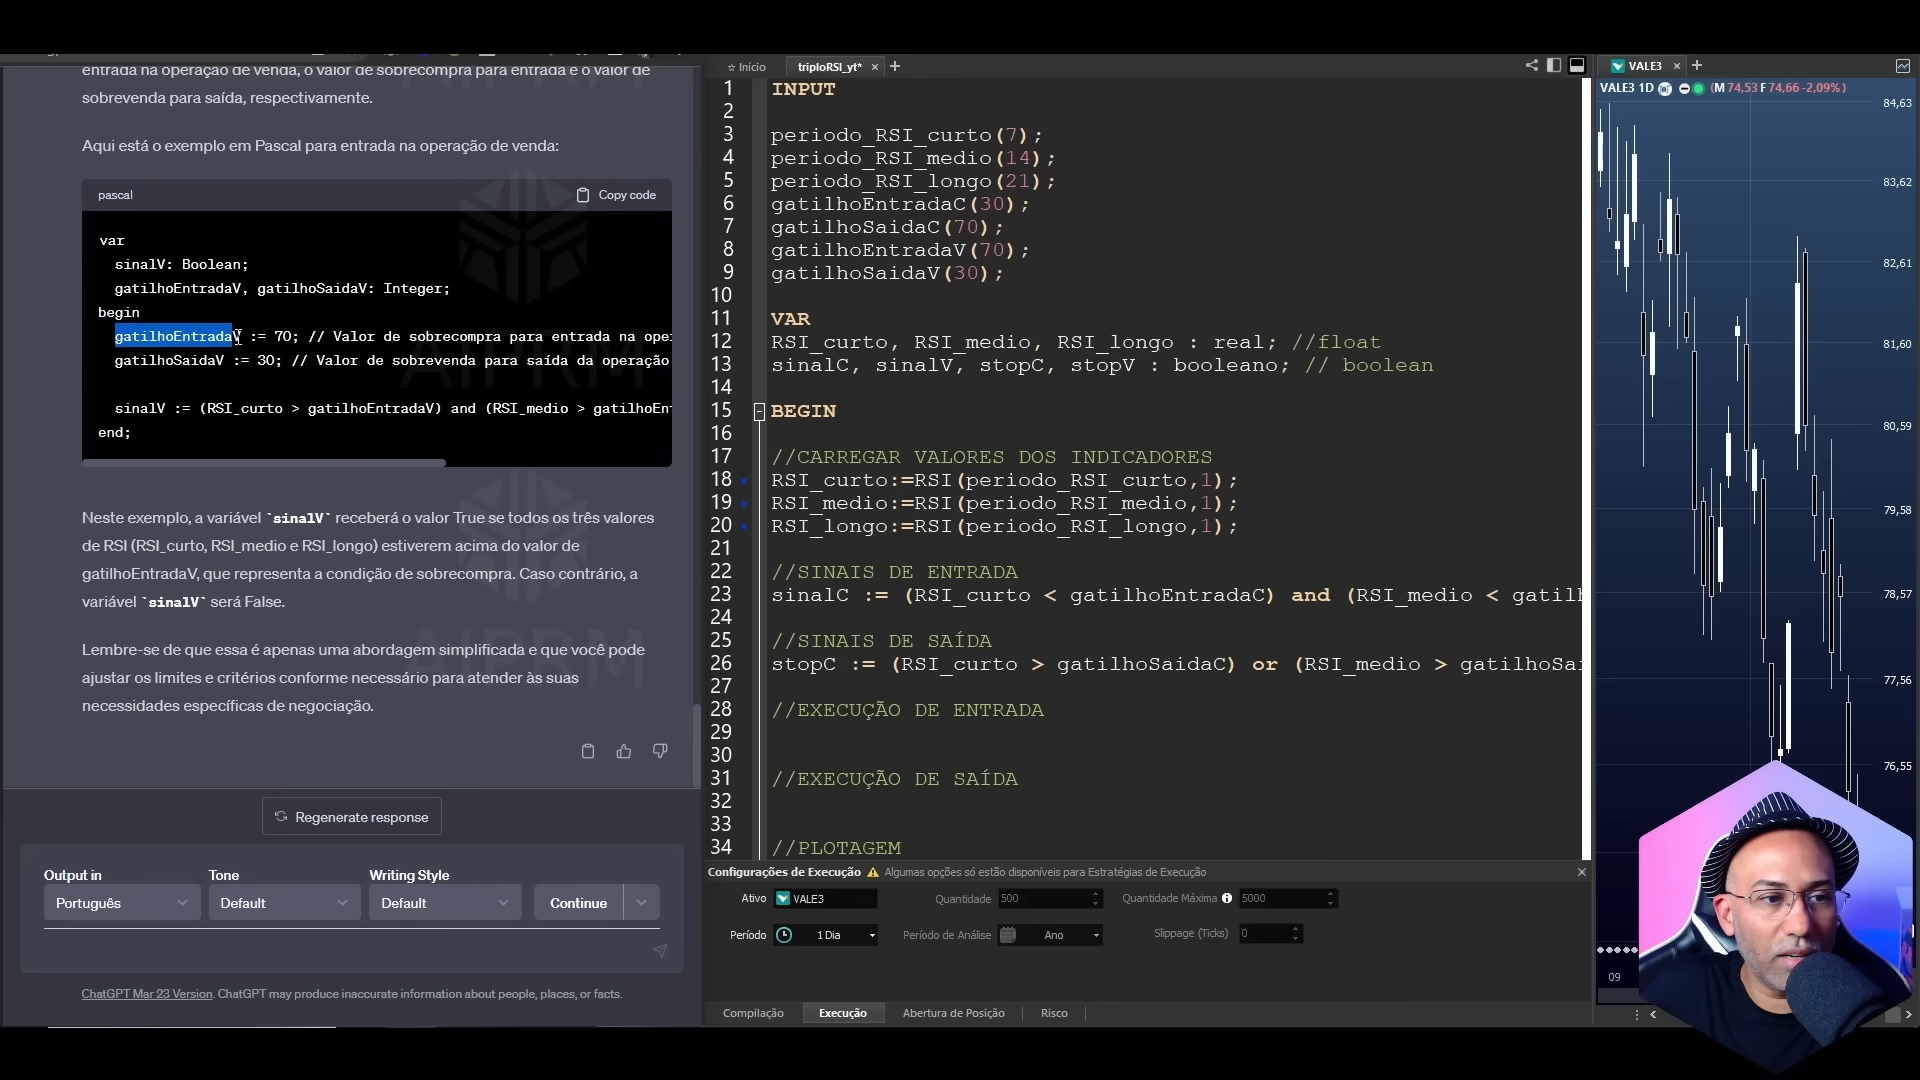 entrada na operação de venda, o valor de sobrecompra para entrada e o valor de
sobrevenda para saída, respectivamente.
Aqui está o exemplo em Pascal para entrada na operação de venda:
pascal
Copy code
var
sinalV: Boolean;
gatilhoEntradaV, gatilhoSaidaV: Integer;
begin
gatilhoEntradaV := 70; // Valor de sobrecompra para entrada na ope
gatilhoSaidaV := 30; // Valor de sobrevenda para saída da operação
sinalV := (RSI_curto > gatilhoEntradaV) and (RSI_medio > gatilhoEn
end;
Neste exemplo, a variável `sinalV` receberá o valor True se todos os três valores
de RSI (RSI_curto, RSI_medio e RSI_longo) estiverem acima do valor de
gatilhoEntradaV, que representa a condição de sobrecompra. Caso contrário, a
variável `sinalV` será False.
Lembre-se de que essa é apenas uma abordagem simplificada e que você pode
ajustar os limites e critérios conforme necessário para atender às suas
necessidades específicas de negociação.
AIPRM
AIPRM
Regenerate response
Output in
Tone
Writing Style
Português
Default
Default
Continue
ChatGPT Mar 23 Version. ChatGPT may produce inaccurate information about people, places, or facts.
Início
triploRSI_yt*
1 INPUT
2
3 periodo_RSI_curto(7);
4 periodo_RSI_medio(14);
5 periodo_RSI_longo(21);
6 gatilhoEntradaC(30);
7 gatilhoSaidaC(70);
8 gatilhoEntradaV(70);
9 gatilhoSaidaV(30);
10
11 VAR
12 RSI_curto, RSI_medio, RSI_longo : real; //float
13 sinalC, sinalV, stopC, stopV : booleano; // boolean
14
15 BEGIN
16
17 //CARREGAR VALORES DOS INDICADORES
18 RSI_curto:=RSI(periodo_RSI_curto,1);
19 RSI_medio:=RSI(periodo_RSI_medio,1);
20 RSI_longo:=RSI(periodo_RSI_longo,1);
21
22 //SINAIS DE ENTRADA
23 sinalC := (RSI_curto < gatilhoEntradaC) and (RSI_medio < gatil
24
25 //SINAIS DE SAÍDA
26 stopC := (RSI_curto > gatilhoSaidaC) or (RSI_medio > gatilhoSai
27
28 //EXECUÇÃO DE ENTRADA
29
30
31 //EXECUÇÃO DE SAÍDA
32
33
34 //PLOTAGEM
Configurações de Execução Algumas opções só estão disponíveis para Estratégias de Execução
Ativo VALE3 Quantidade 500 Quantidade Máxima 5000
Período 1 Dia Período de Análise Ano Slippage (Ticks) 0
Compilação Execução Abertura de Posição Risco
VALE3
VALE3 1D (M 74,53 F 74,66 -2,09%)
84,63
83,62
82,61
81,60
80,59
79,58
78,57
77,56
76,55
09